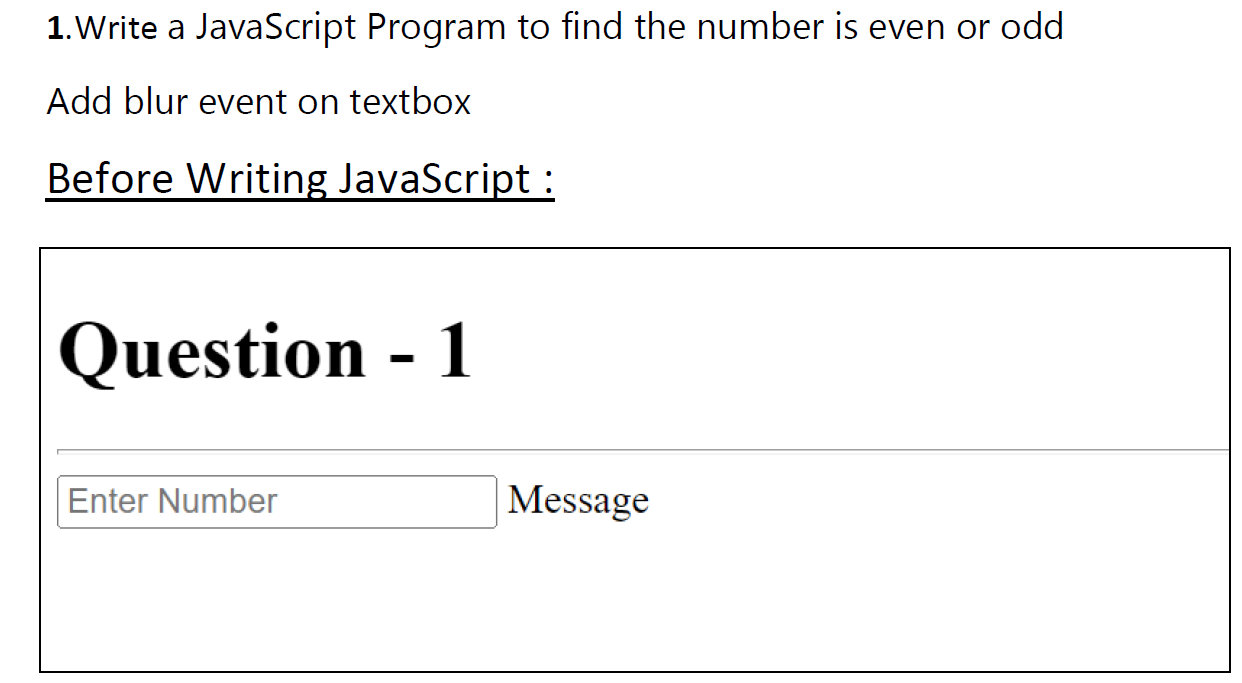 1.Write a JavaScript Program to find the number is even or odd
Add blur event on textbox
Before Writing JavaScript :
Question - 1
Enter Number Message